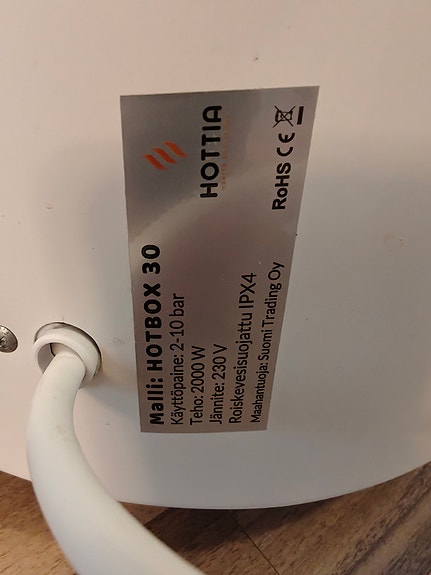 HOTTIA
RoHS CE
Malli: HOTBOX 30
Käyttöpaine: 2-10 bar
Teho: 2000 W
Jännite: 230 V
Roiskevesisuojattu IPX4
Maahantuoja: Suomi Trading Oy